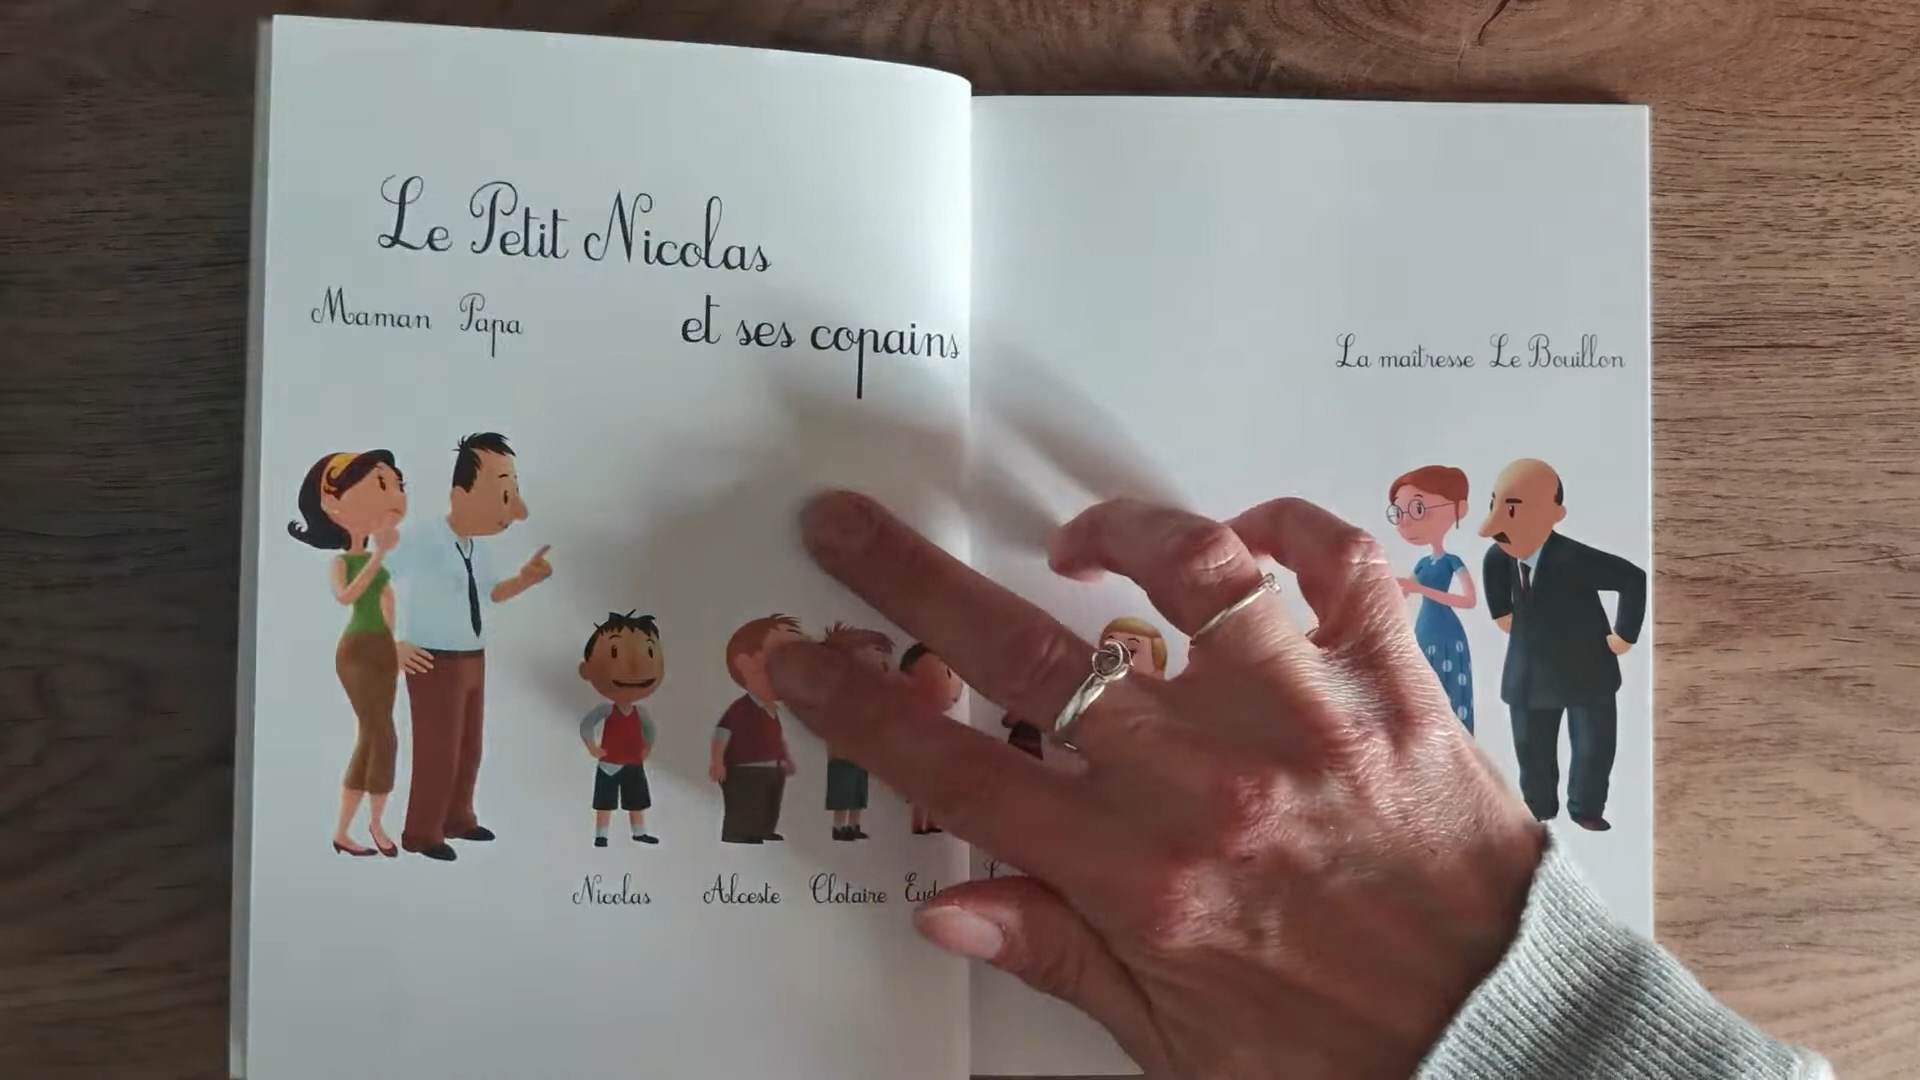 Le Petit Nicolas
Maman Papa
et ses copains
La maîtresse Le Bouillon
Nicolas Alceste Clotaire